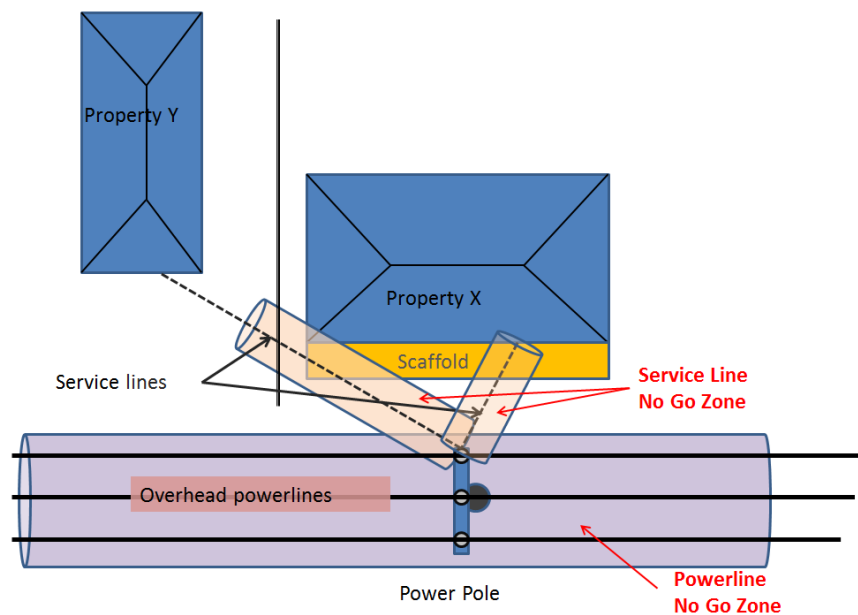 Property Y
Property X
Scaffold
Service lines
Service Line
No Go Zone
Overhead powerlines
Power Pole
Powerline
No Go Zone